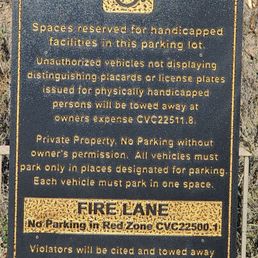 Spaces reserved for handicapped
facilities in this parking lot.
Unauthorized vehicles not displaying
distinguishing placards or license plates
issued for physically handicapped
persons will be towed away at
owners expense CVC22511.8.
Private Property. No Parking without
owner's permission. All vehicles must
park only in places designated for parking.
Each vehicle must park in one space.
FIRE LANE
No Parking in Red Zone CVC22500.1
Violators will be cited and towed away